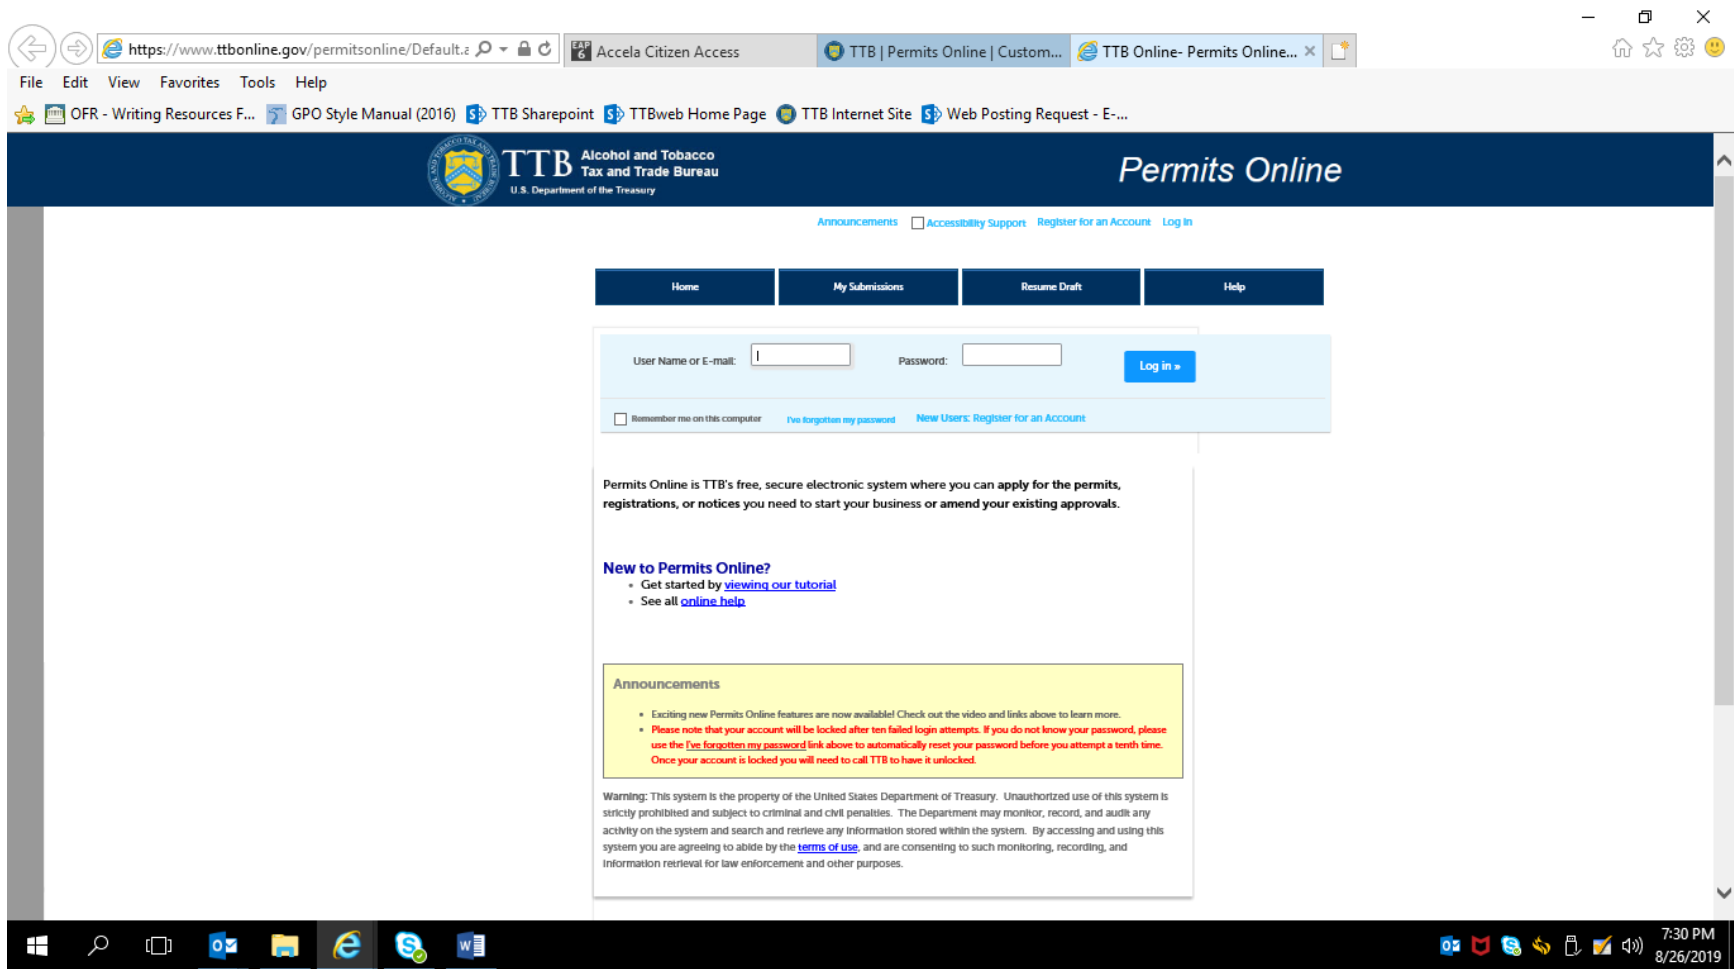 https://www.ttbonline.gov/permitsonline/Default.a
Accela Citizen Access
TTB | Permits Online | Custom...
TTB Online- Permits Online...
File Edit View Favorites Tools Help
OFR - Writing Resources F... GPO Style Manual (2016) TTB Sharepoint TTBweb Home Page TTB Internet Site Web Posting Request - E-...
TTB Alcohol and Tobacco
Tax and Trade Bureau
U.S. Department of the Treasury
Permits Online
Announcements Accessibility Support Register for an Account Log In
Home My Submissions Resume Draft Help
User Name or E-mail: Password: Log in »
Remember me on this computer I've forgotten my password New Users: Register for an Account
Permits Online is TTB's free, secure electronic system where you can apply for the permits,
registrations, or notices you need to start your business or amend your existing approvals.
New to Permits Online?
Get started by viewing our tutorial
See all online help
Announcements
Exciting new Permits Online features are now available! Check out the video and links above to learn more.
Please note that your account will be locked after ten failed login attempts. If you do not know your password, please
use the I've forgotten my password link above to automatically reset your password before you attempt a tenth time.
Once your account is locked you will need to call TTB to have it unlocked.
Warning: This system is the property of the United States Department of Treasury. Unauthorized use of this system is
strictly prohibited and subject to criminal and civil penalties. The Department may monitor, record, and audit any
activity on the system and search and retrieve any information stored within the system. By accessing and using this
system you are agreeing to abide by the terms of use, and are consenting to such monitoring, recording, and
information retrieval for law enforcement and other purposes.
7:30 PM
8/26/2019